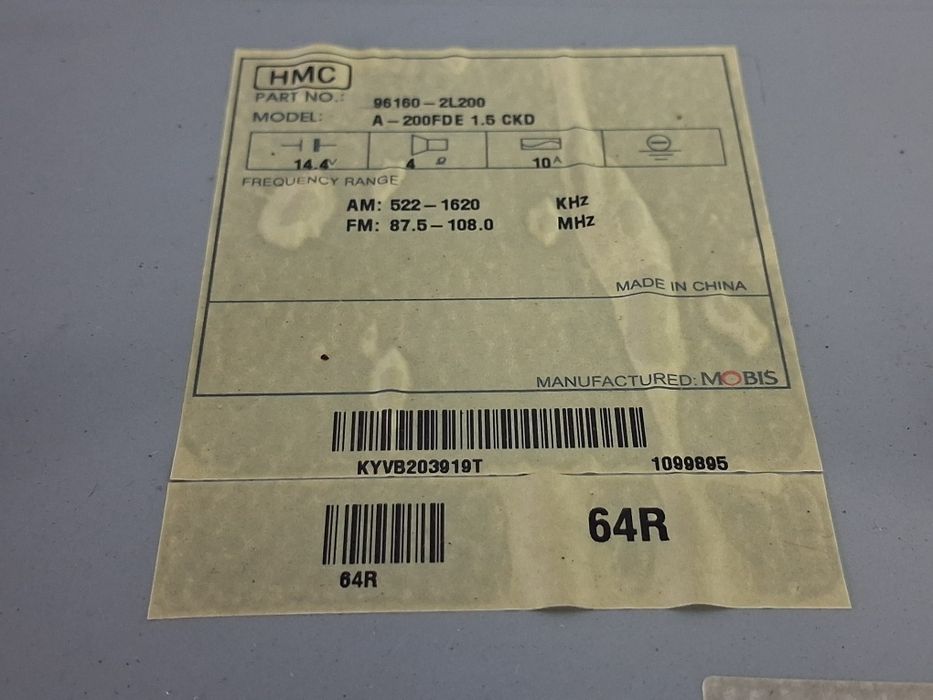 HMC
PART NO.: 96160-2L200
MODEL: A-200FDE 1.5 CKD
14.4V 4 Ω 10A
FREQUENCY RANGE
AM: 522-1620 KHz
FM: 87.5-108.0 MHz
MADE IN CHINA
MANUFACTURED: MOBIS
KYVB203919T 1099895
64R
64R